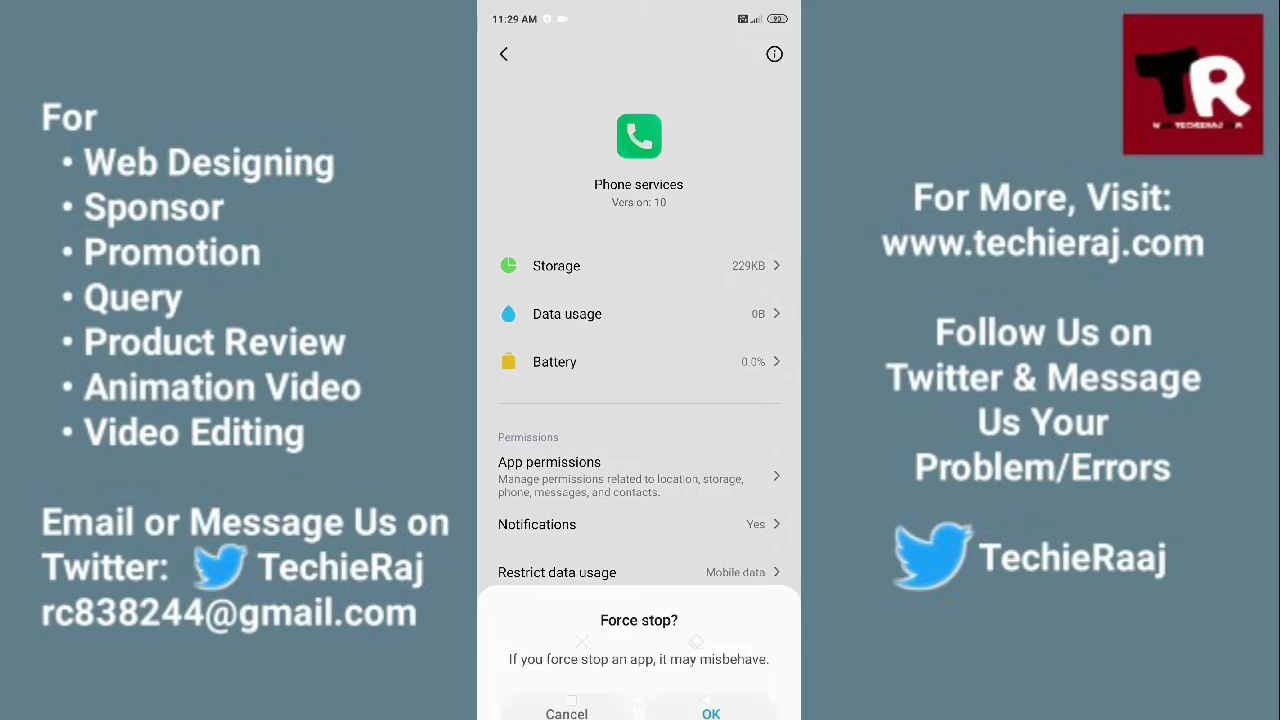 For
• Web Designing
• Sponsor
• Promotion
• Query
• Product Review
• Animation Video
• Video Editing
Email or Message Us on
Twitter: TechieRaj
rc838244@gmail.com
11:29 AM
Phone services
Version: 10
Storage 229KB
Data usage 0B
Battery 0.0%
Permissions
App permissions
Manage permissions related to location, storage,
phone, messages, and contacts.
Notifications Yes
Restrict data usage Mobile data
Force stop?
If you force stop an app, it may misbehave.
Cancel OK
TR
For More, Visit:
www.techieraj.com
Follow Us on
Twitter & Message
Us Your
Problem/Errors
TechieRaaj